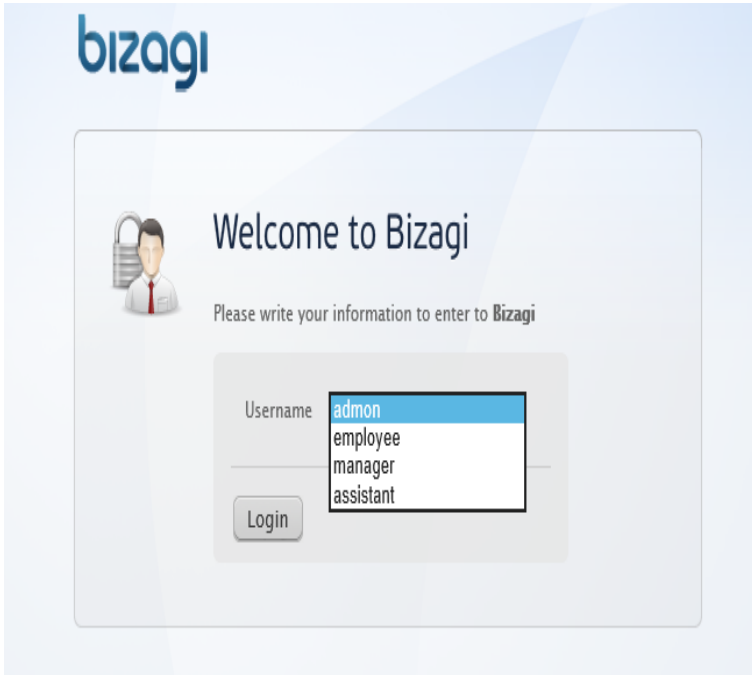 bizagi
Welcome to Bizagi
Please write your information to enter to Bizagi
Username admon
employee
manager
assistant
Login